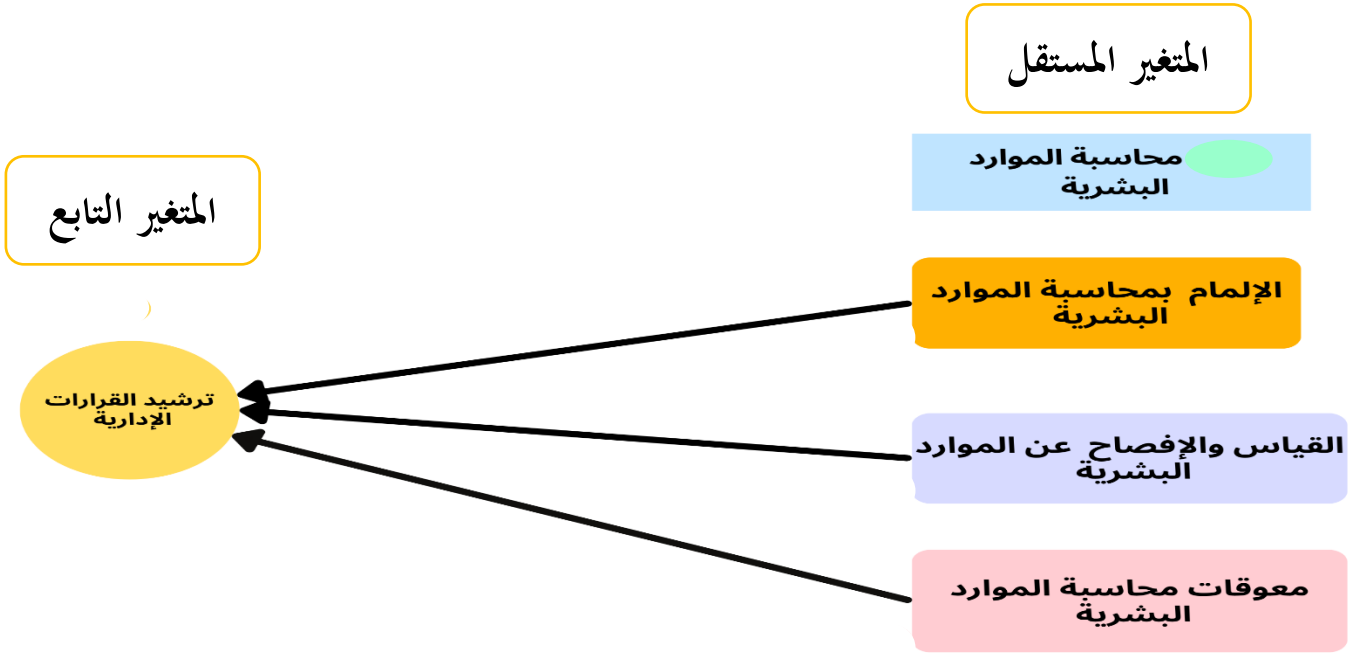 المتغير المستقل
محاسبة الموارد
البشرية
المتغير التابع
الإلمام بمحاسبة الموارد
البشرية
ترشيد القرارات
الإدارية
القياس والإفصاح عن الموارد
البشرية
معوقات محاسبة الموارد
البشرية